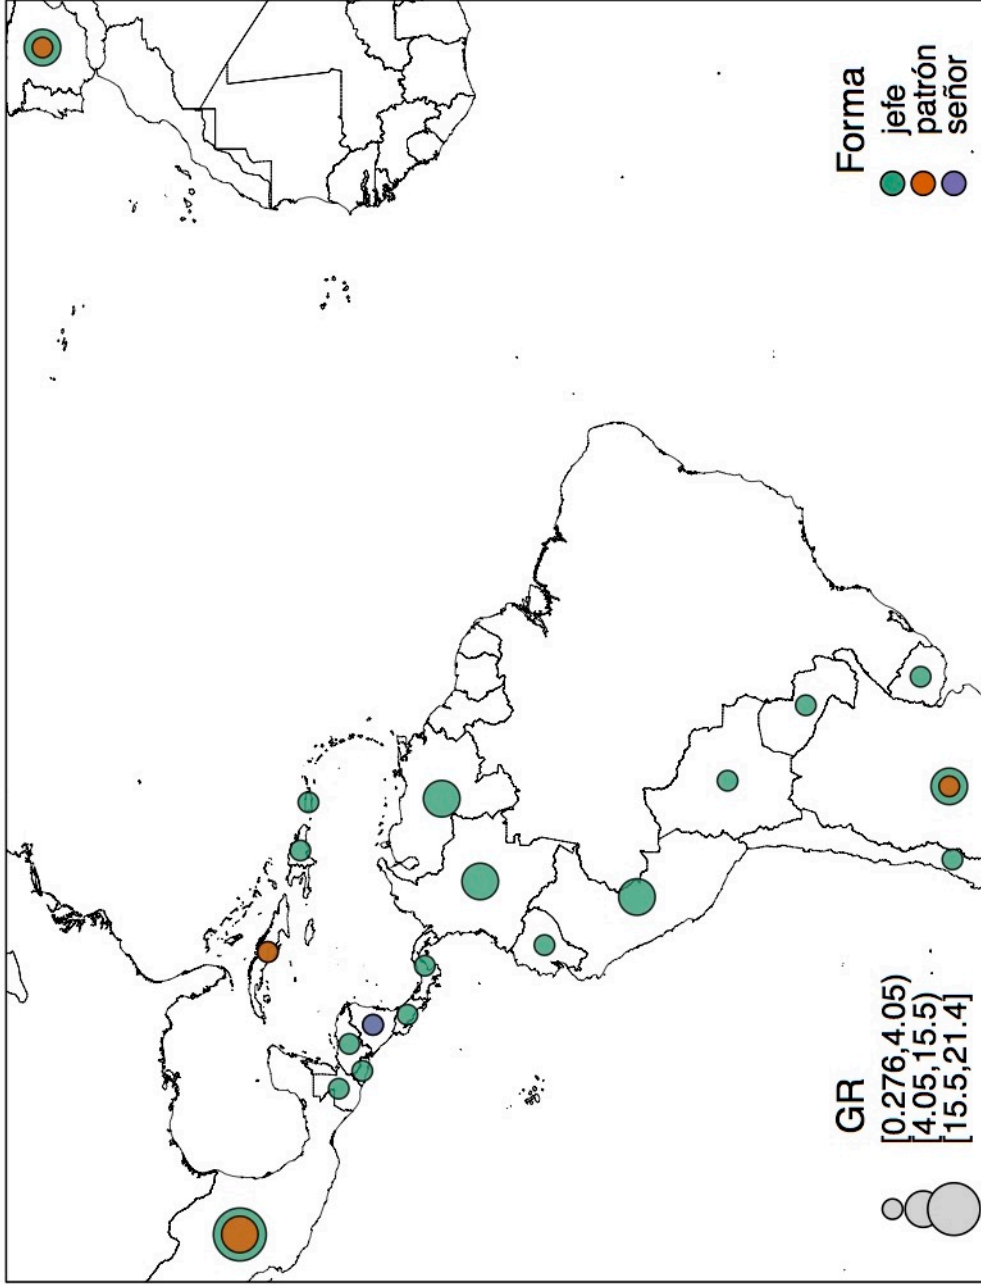 GR
[0.276,4.05)
[4.05,15.5)
[15.5,21.4]
Forma
jefe
patrón
señor